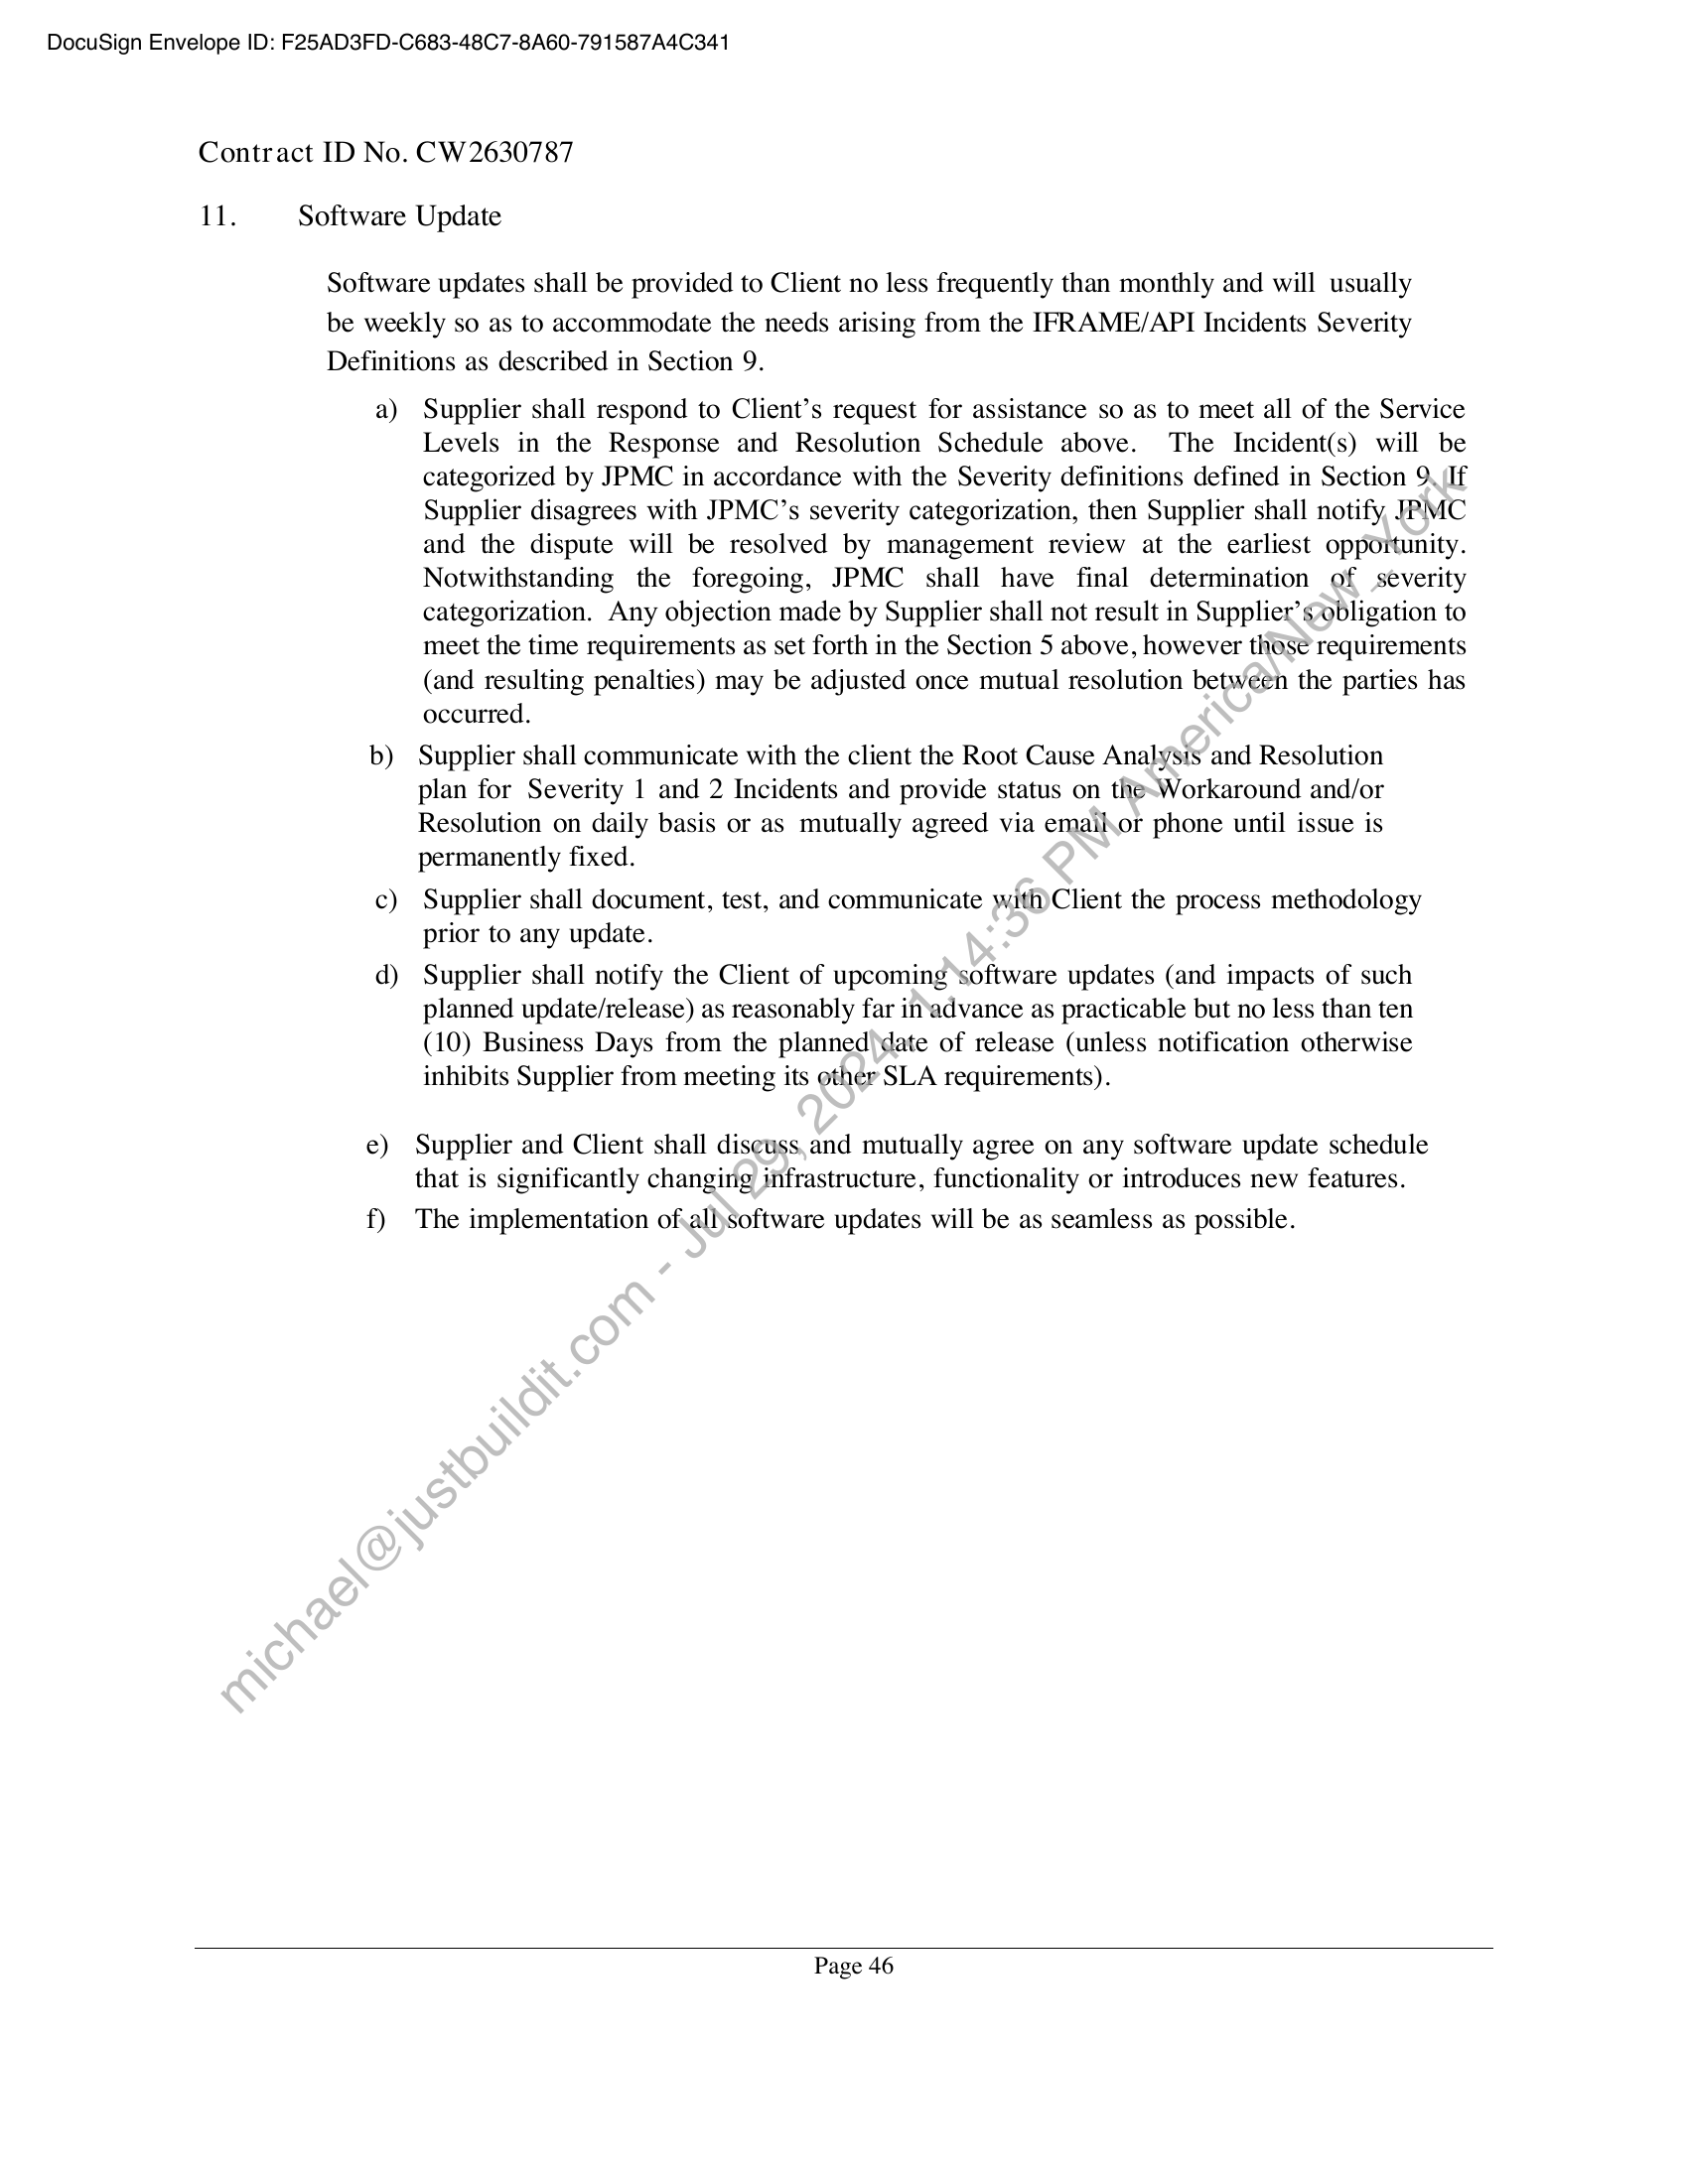 DocuSign Envelope ID: F25AD3FD-C683-48C7-8A60-791587A4C341
Contract ID No. CW2630787
11. Software Update
Software updates shall be provided to Client no less frequently than monthly and will usually
be weekly so as to accommodate the needs arising from the IFRAME/API Incidents Severity
Definitions as described in Section 9.
a) Supplier shall respond to Client’s request for assistance so as to meet all of the Service
Levels in the Response and Resolution Schedule above. The Incident(s) will be
categorized by JPMC in accordance with the Severity definitions defined in Section 9. If
Supplier disagrees with JPMC’s severity categorization, then Supplier shall notify JPMC
and the dispute will be resolved by management review at the earliest opportunity.
Notwithstanding the foregoing, JPMC shall have final determination of severity
categorization. Any objection made by Supplier shall not result in Supplier’s obligation to
meet the time requirements as set forth in the Section 5 above, however those requirements
(and resulting penalties) may be adjusted once mutual resolution between the parties has
occurred.
b) Supplier shall communicate with the client the Root Cause Analysis and Resolution
plan for Severity 1 and 2 Incidents and provide status on the Workaround and/or
Resolution on daily basis or as mutually agreed via email or phone until issue is
permanently fixed.
c) Supplier shall document, test, and communicate with Client the process methodology
prior to any update.
d) Supplier shall notify the Client of upcoming software updates (and impacts of such
planned update/release) as reasonably far in advance as practicable but no less than ten
(10) Business Days from the planned date of release (unless notification otherwise
inhibits Supplier from meeting its other SLA requirements).
e) Supplier and Client shall discuss and mutually agree on any software update schedule
that is significantly changing infrastructure, functionality or introduces new features.
f) The implementation of all software updates will be as seamless as possible.
michael@justbuildit.com - Jul 29, 2024, 1:14:36 PM America/New_York
Page 46